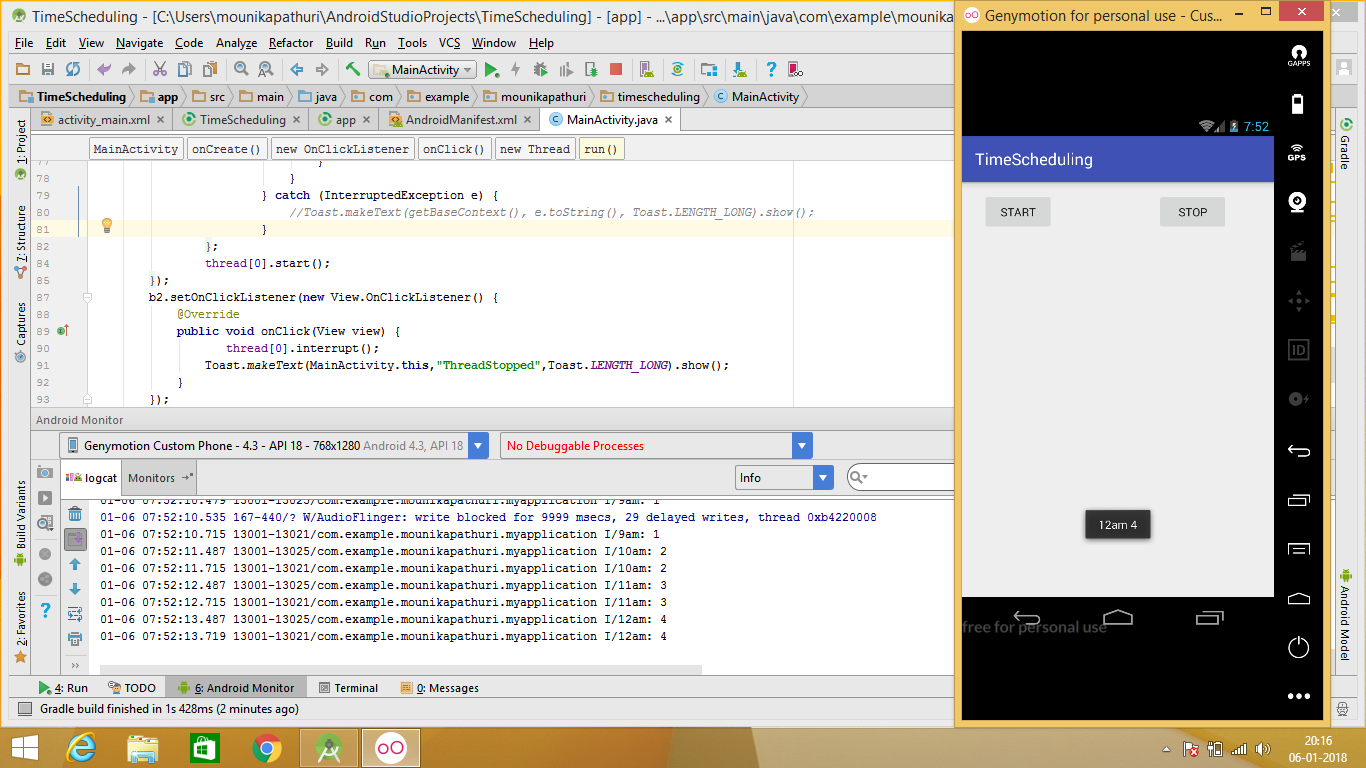 TimeScheduling - [C:\Users\mounikapathuri\AndroidStudioProjects\TimeScheduling] - [app] - ...\app\src\main\java\com\example\mounika
File Edit View Navigate Code Analyze Refactor Build Run Tools VCS Window Help
MainActivity
TimeScheduling app src main java com example mounikapathuri timescheduling MainActivity
activity_main.xml TimeScheduling app AndroidManifest.xml MainActivity.java
MainActivity onCreate() new OnClickListener onClick() new Thread run()
77 }
78 }
79 } catch (InterruptedException e) {
80 //Toast.makeText(getBaseContext(), e.toString(), Toast.LENGTH_LONG).show();
81 }
82 };
84 thread[0].start();
85 });
87 b2.setOnClickListener(new View.OnClickListener() {
88 @Override
89 public void onClick(View view) {
90 thread[0].interrupt();
91 Toast.makeText(MainActivity.this,"ThreadStopped",Toast.LENGTH_LONG).show();
92 }
93 });
Android Monitor
Genymotion Custom Phone - 4.3 - API 18 - 768x1280 Android 4.3, API 18
No Debuggable Processes
logcat Monitors
Info
01-06 07:52:10.479 13001-13025/com.example.mounikapathuri.myapplication I/9am: 1
01-06 07:52:10.535 167-440/? W/AudioFlinger: write blocked for 9999 msecs, 29 delayed writes, thread 0xb4220008
01-06 07:52:10.715 13001-13021/com.example.mounikapathuri.myapplication I/9am: 1
01-06 07:52:11.487 13001-13025/com.example.mounikapathuri.myapplication I/10am: 2
01-06 07:52:11.715 13001-13021/com.example.mounikapathuri.myapplication I/10am: 2
01-06 07:52:12.487 13001-13025/com.example.mounikapathuri.myapplication I/11am: 3
01-06 07:52:12.715 13001-13021/com.example.mounikapathuri.myapplication I/11am: 3
01-06 07:52:13.487 13001-13025/com.example.mounikapathuri.myapplication I/12am: 4
01-06 07:52:13.719 13001-13021/com.example.mounikapathuri.myapplication I/12am: 4
1: Project
7: Structure
Captures
Build Variants
2: Favorites
4: Run TODO 6: Android Monitor Terminal 0: Messages
Gradle build finished in 1s 428ms (2 minutes ago)
Genymotion for personal use - Cus...
7:52
TimeScheduling
START STOP
12am 4
free for personal use
GAPPS
GPS
ID
Gradle
Android Model
20:16
06-01-2018